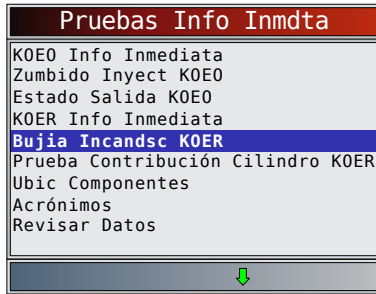 Pruebas Info Inmdta
KOEO Info Inmediata
Zumbido Inyect KOEO
Estado Salida KOEO
KOER Info Inmediata
Bujia Incandsc KOER
Prueba Contribución Cilindro KOER
Ubic Componentes
Acrónimos
Revisar Datos